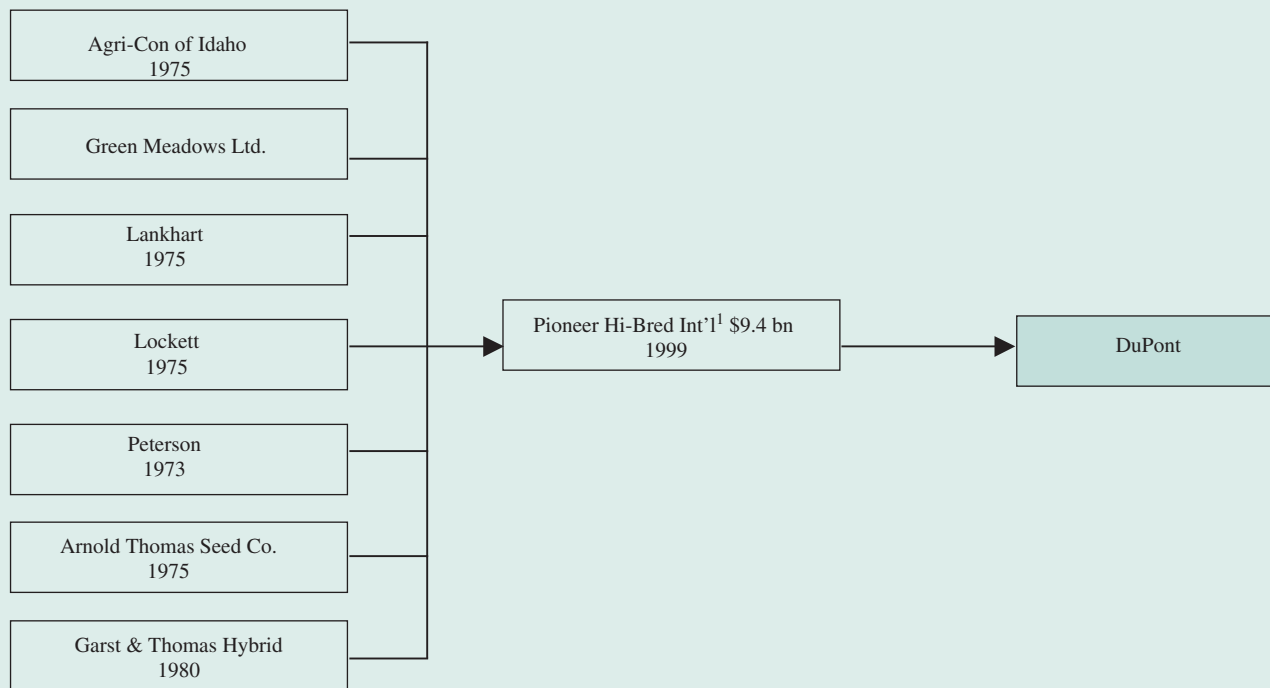 Agri-Con of Idaho
1975
Green Meadows Ltd.
Lankhart
1975
Lockett
1975
Peterson
1973
Arnold Thomas Seed Co.
1975
Garst & Thomas Hybrid
1980
Pioneer Hi-Bred Int’l¹ $9.4 bn
1999
DuPont